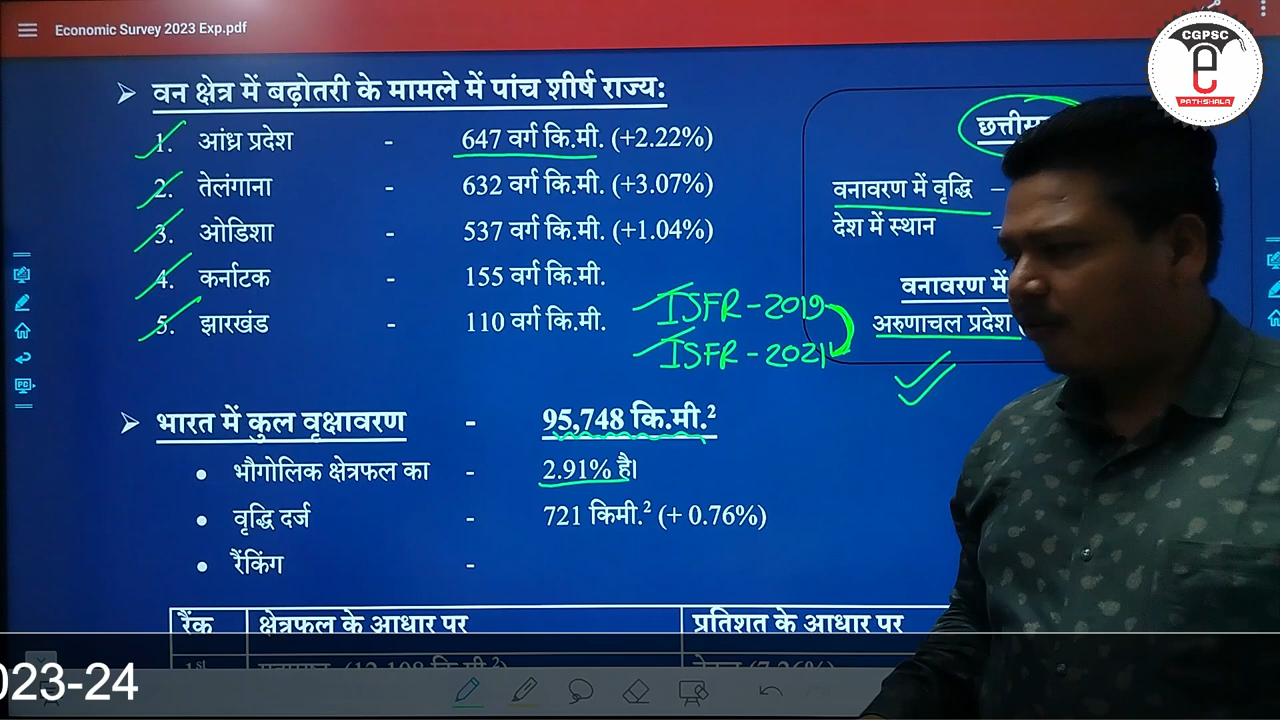 Economic Survey 2023 Exp.pdf
CGPSC
PATHSHALA
वन क्षेत्र में बढ़ोतरी के मामले में पांच शीर्ष राज्य:
1. आंध्र प्रदेश - 647 वर्ग कि.मी. (+2.22%)
2. तेलंगाना - 632 वर्ग कि.मी. (+3.07%)
3. ओडिशा - 537 वर्ग कि.मी. (+1.04%)
4. कर्नाटक - 155 वर्ग कि.मी.
5. झारखंड - 110 वर्ग कि.मी.
ISFR-2019
ISFR-2021
वनावरण में वृद्धि -
देश में स्थान -
वनावरण में
अरुणाचल प्रदेश
भारत में कुल वृक्षावरण - 95,748 कि.मी.²
• भौगोलिक क्षेत्रफल का - 2.91% है।
• वृद्धि दर्ज - 721 किमी.² (+ 0.76%)
• रैंकिंग -
रैंक क्षेत्रफल के आधार पर प्रतिशत के आधार पर
023-24